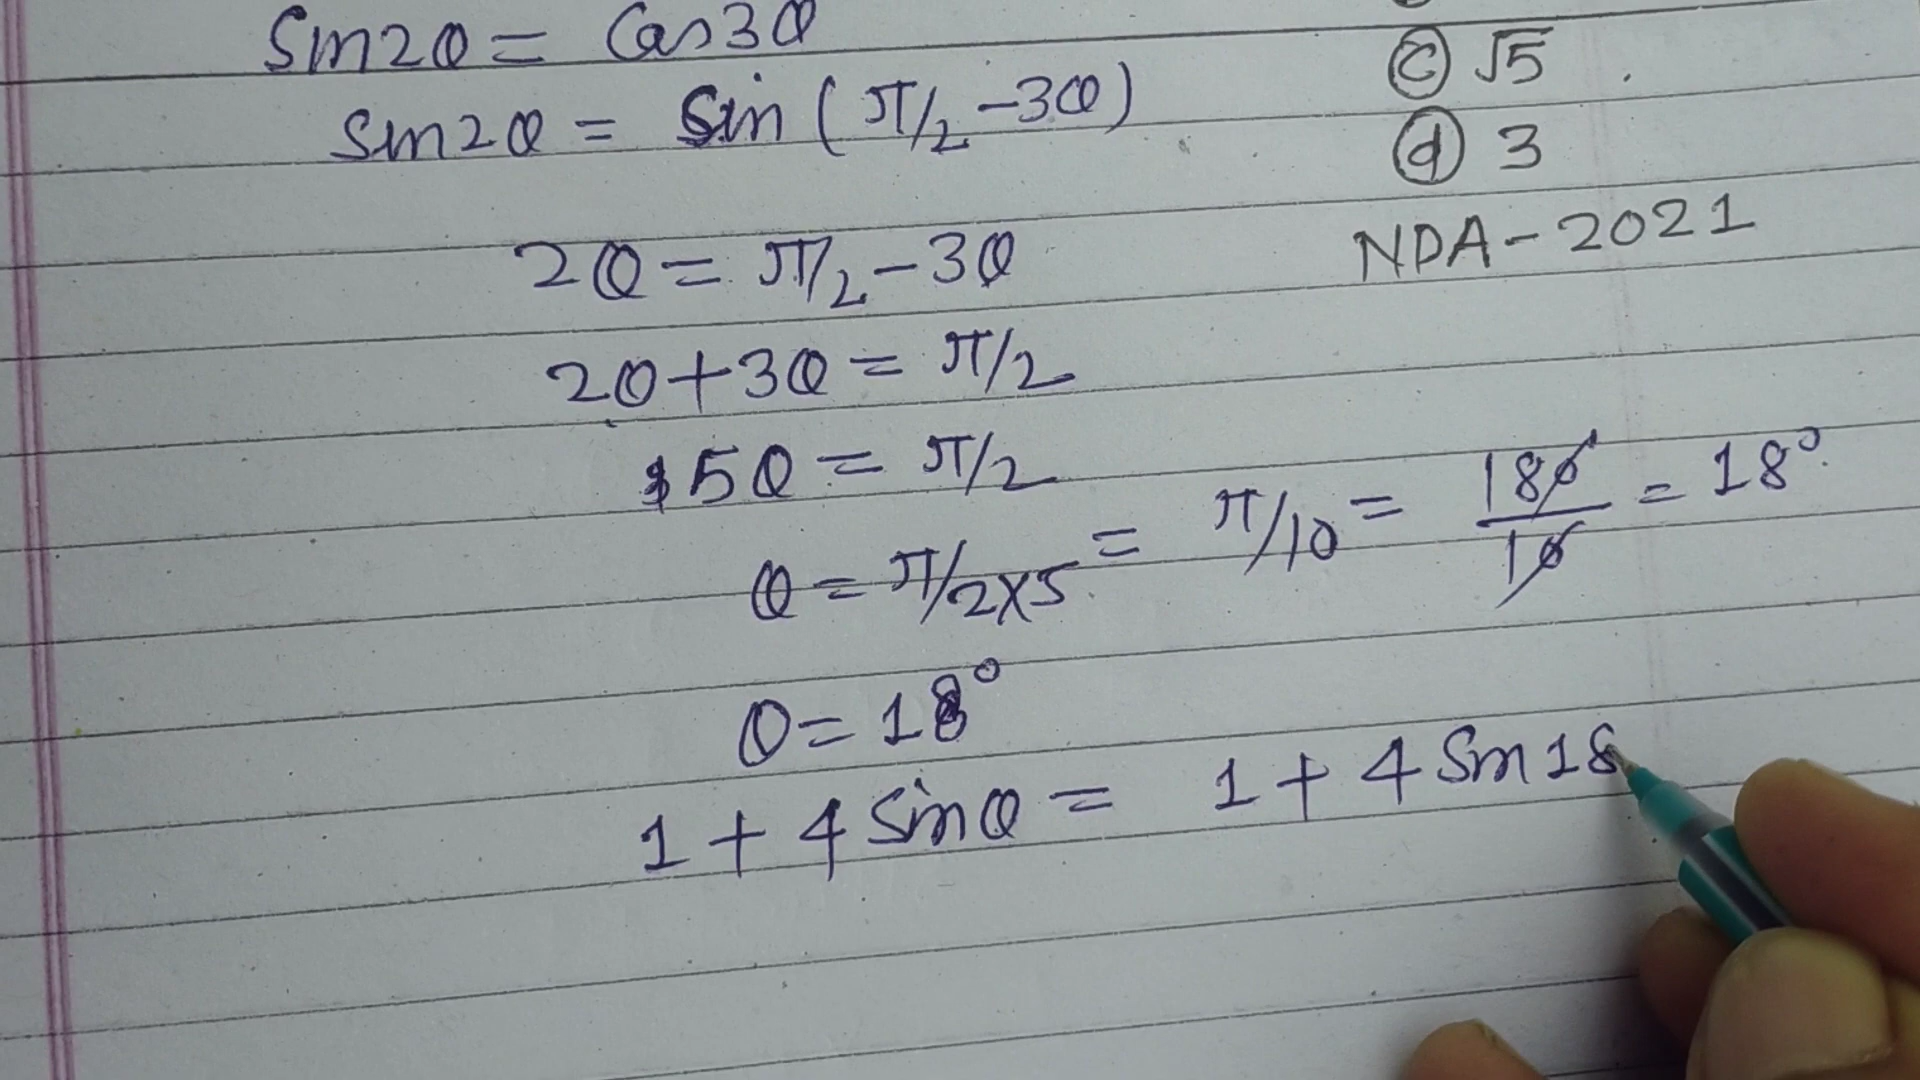 Sin2θ = Cos3θ
Sin2θ = Sin (π/2 - 3θ)
2θ = π/2 - 3θ
2θ + 3θ = π/2
5θ = π/2
θ = π/2×5 = π/10 = 180/10 = 18°
θ = 18°
1 + 4 Sinθ = 1 + 4 Sin18
ⓒ √5
ⓓ 3
NDA - 2021